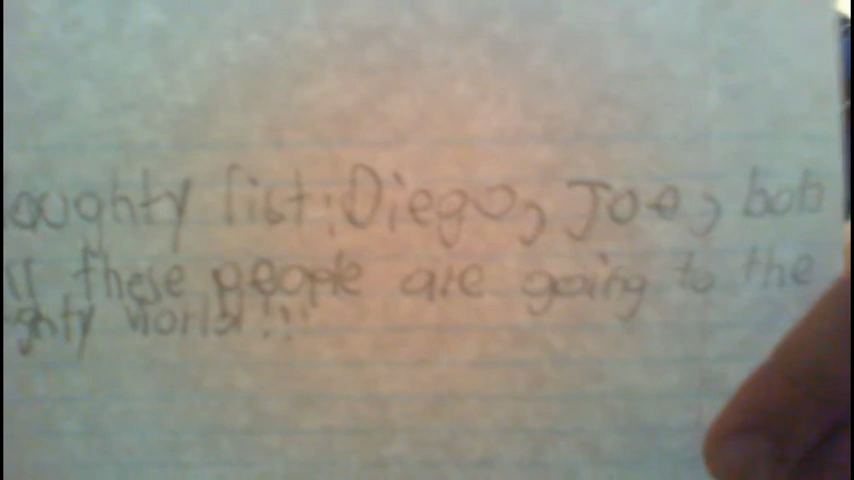 oughty list: Diego, Joe, bob
ll these people are going to the
ghty world!!!